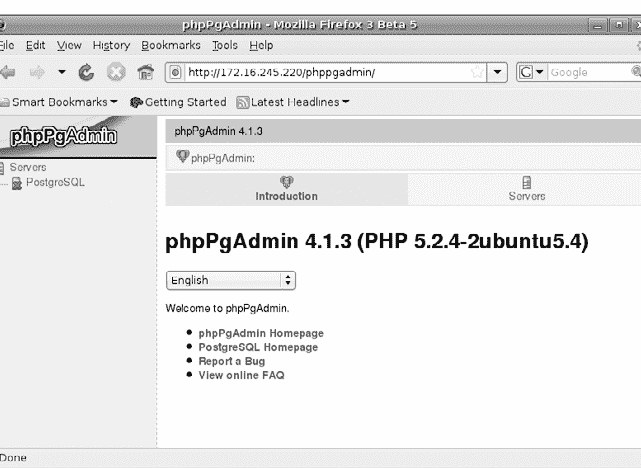 phpPgAdmin - Mozilla Firefox 3 Beta 5
File Edit View History Bookmarks Tools Help
http://172.16.245.220/phppgadmin/
Google
Smart Bookmarks Getting Started Latest Headlines
phpPgAdmin
Servers
PostgreSQL
phpPgAdmin 4.1.3
phpPgAdmin:
Introduction
Servers
phpPgAdmin 4.1.3 (PHP 5.2.4-2ubuntu5.4)
English
Welcome to phpPgAdmin.
phpPgAdmin Homepage
PostgreSQL Homepage
Report a Bug
View online FAQ
Done